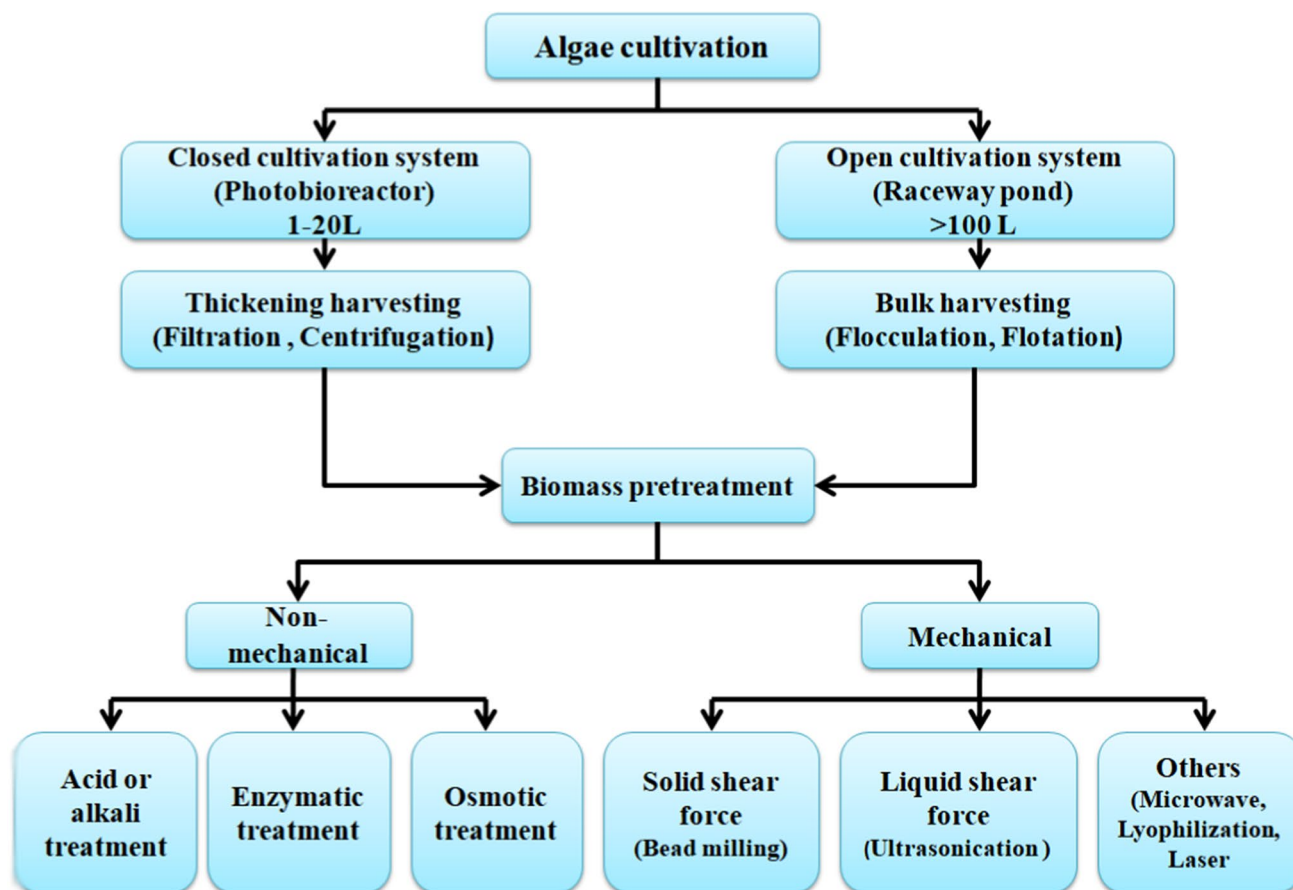 Algae cultivation
Closed cultivation system
(Photobioreactor)
1-20L
Open cultivation system
(Raceway pond)
>100 L
Thickening harvesting
(Filtration , Centrifugation)
Bulk harvesting
(Flocculation, Flotation)
Biomass pretreatment
Non-
mechanical
Mechanical
Acid or
alkali
treatment
Enzymatic
treatment
Osmotic
treatment
Solid shear
force
(Bead milling)
Liquid shear
force
(Ultrasonication )
Others
(Microwave,
Lyophilization,
Laser